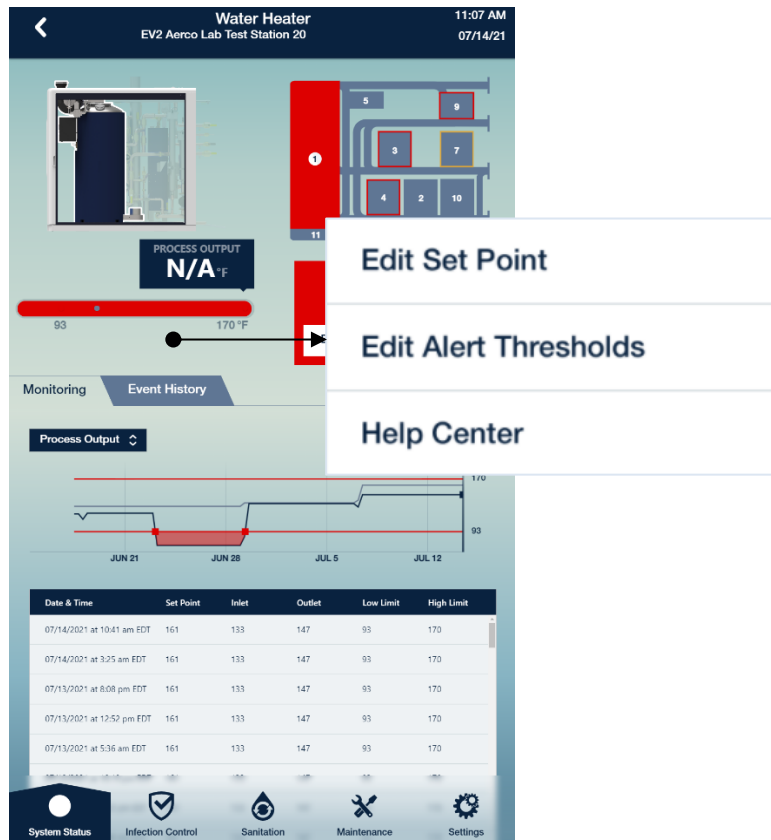 Water Heater
11:07 AM
EV2 Aerco Lab Test Station 20
07/14/21
5
9
1
3
7
4
2
10
11
PROCESS OUTPUT
N/A °F
93
170 °F
Edit Set Point
Edit Alert Thresholds
Help Center
Monitoring
Event History
Process Output
170
93
JUN 21
JUN 28
JUL 5
JUL 12
Date & Time Set Point Inlet Outlet Low Limit High Limit
07/14/2021 at 10:41 am EDT 161 133 147 93 170
07/14/2021 at 3:25 am EDT 161 133 147 93 170
07/13/2021 at 8:08 pm EDT 161 133 147 93 170
07/13/2021 at 12:52 pm EDT 161 133 147 93 170
07/13/2021 at 5:36 am EDT 161 133 147 93 170
System Status
Infection Control
Sanitation
Maintenance
Settings